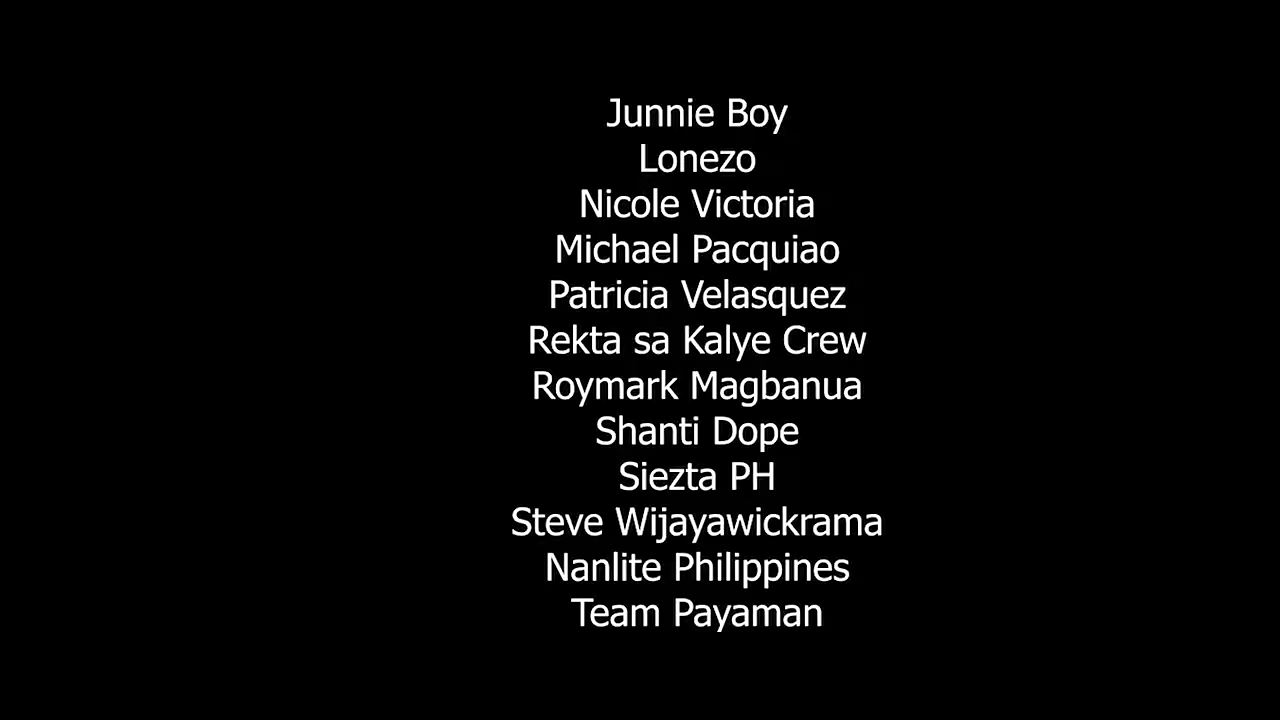 Junnie Boy
Lonezo
Nicole Victoria
Michael Pacquiao
Patricia Velasquez
Rekta sa Kalye Crew
Roymark Magbanua
Shanti Dope
Siezta PH
Steve Wijayawickrama
Nanlite Philippines
Team Payaman